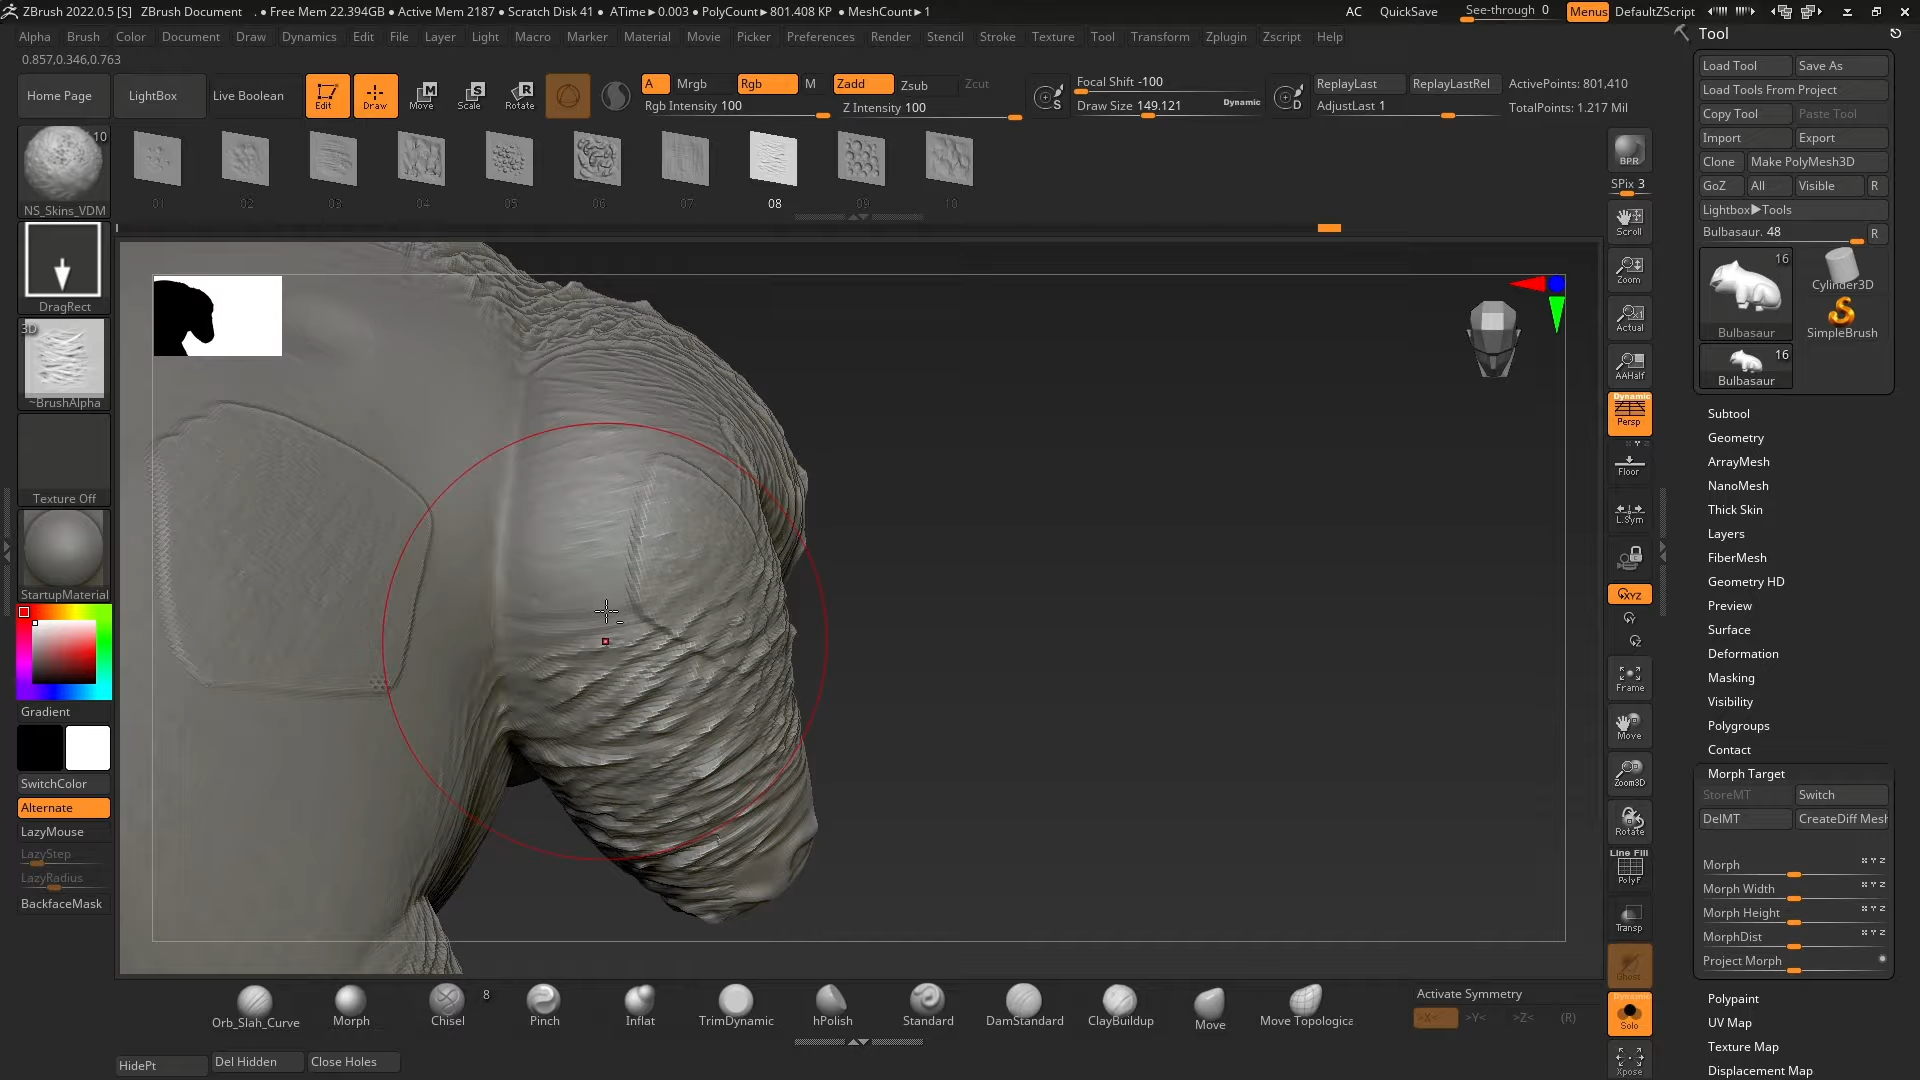 ZBrush 2022.0.5 [S] ZBrush Document . ● Free Mem 22.394GB ● Active Mem 2187 ● Scratch Disk 41 ● ATime►0.003 ● PolyCount►801.408 KP ● MeshCount►1 AC QuickSave See-through 0 Menus DefaultZScript
Alpha Brush Color Document Draw Dynamics Edit File Layer Light Macro Marker Material Movie Picker Preferences Render Stencil Stroke Texture Tool Transform Zplugin Zscript Help
0.857,0.346,0.763
Home Page LightBox Live Boolean Edit Draw Move Scale Rotate
A Mrgb Rgb M Zadd Zsub Zcut
Rgb Intensity 100 Z Intensity 100
Focal Shift -100
Draw Size 149.121 Dynamic
S D
ReplayLast ReplayLastRel ActivePoints: 801,410
AdjustLast 1 TotalPoints: 1.217 Mil
10
NS_Skins_VDM
01 02 03 04 05 06 07 08 09 10
DragRect
3D
~BrushAlpha
Texture Off
StartupMaterial
Gradient
SwitchColor
Alternate
LazyMouse
LazyStep
LazyRadius
BackfaceMask
BPR
SPix 3
Scroll
Zoom
Actual
AAHalf
Dynamic
Persp
Floor
L.Sym
XYZ
Y
Z
Frame
Move
Zoom3D
Rotate
Line Fill
PolyF
Transp
Ghost
Dynamic
Solo
Xpose
Tool
Load Tool Save As
Load Tools From Project
Copy Tool Paste Tool
Import Export
Clone Make PolyMesh3D
GoZ All Visible R
Lightbox►Tools
Bulbasaur. 48 R
16
Bulbasaur
Cylinder3D
SimpleBrush
16
Bulbasaur
Subtool
Geometry
ArrayMesh
NanoMesh
Thick Skin
Layers
FiberMesh
Geometry HD
Preview
Surface
Deformation
Masking
Visibility
Polygroups
Contact
Morph Target
StoreMT Switch
DelMT CreateDiff Mesh
Morph X Y Z
Morph Width X Y Z
Morph Height X Y Z
MorphDist X Y Z
Project Morph
Polypaint
UV Map
Texture Map
Displacement Map
8
Orb_Slah_Curve Morph Chisel Pinch Inflat TrimDynamic hPolish Standard DamStandard ClayBuildup Move Move Topologica
Activate Symmetry
>X< >Y< >Z< (R)
HidePt Del Hidden Close Holes